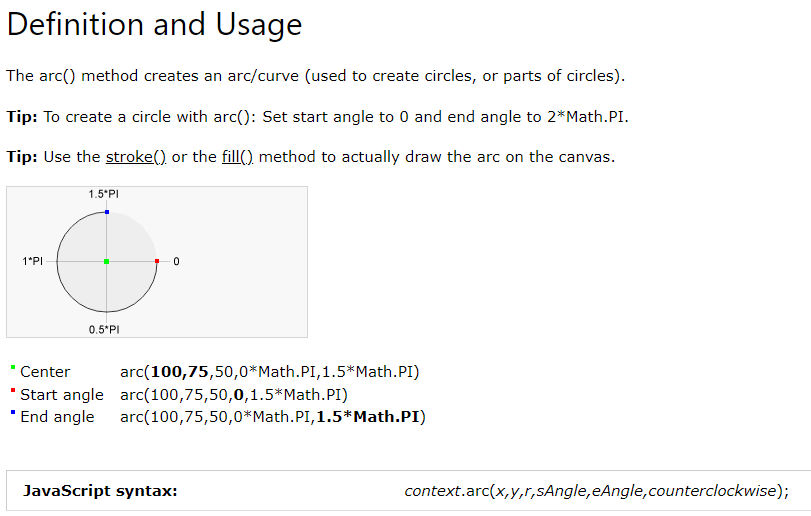 Definition and Usage
The arc() method creates an arc/curve (used to create circles, or parts of circles).
Tip: To create a circle with arc(): Set start angle to 0 and end angle to 2*Math.PI.
Tip: Use the stroke() or the fill() method to actually draw the arc on the canvas.
1.5*PI
1*PI 0
0.5*PI
Center arc(100,75,50,0*Math.PI,1.5*Math.PI)
Start angle arc(100,75,50,0,1.5*Math.PI)
End angle arc(100,75,50,0*Math.PI,1.5*Math.PI)
JavaScript syntax: context.arc(x,y,r,sAngle,eAngle,counterclockwise);